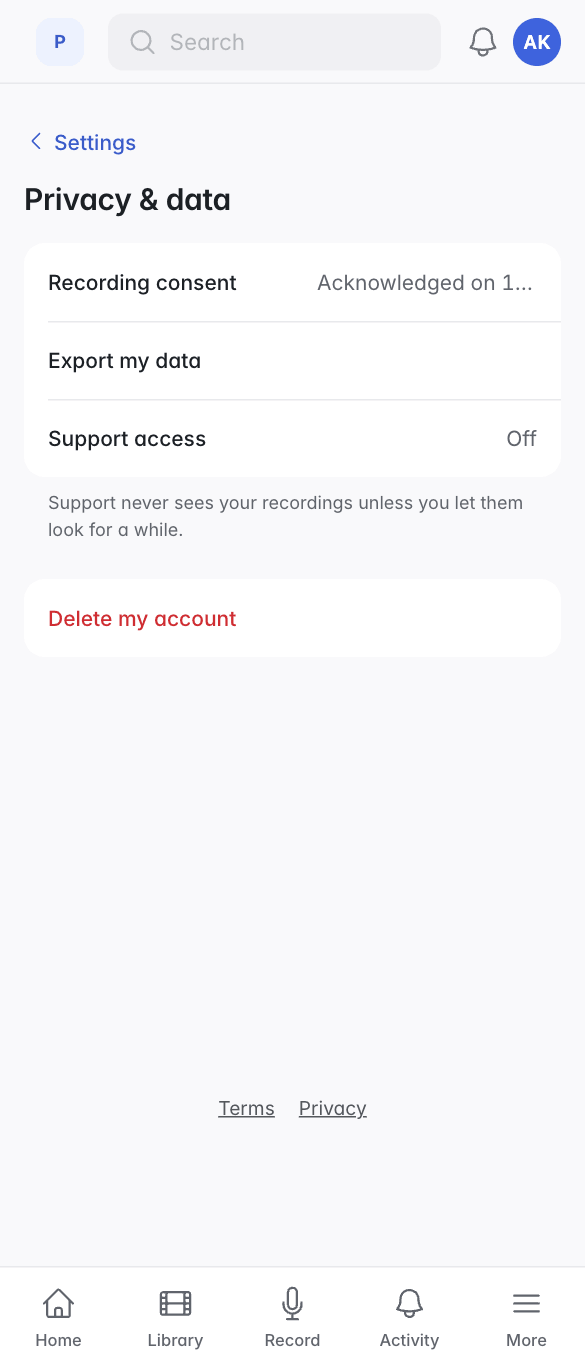 P
Search
AK
Settings
Privacy & data
Recording consent Acknowledged on 1...
Export my data
Support access Off
Support never sees your recordings unless you let them
look for a while.
Delete my account
Terms Privacy
Home Library Record Activity More